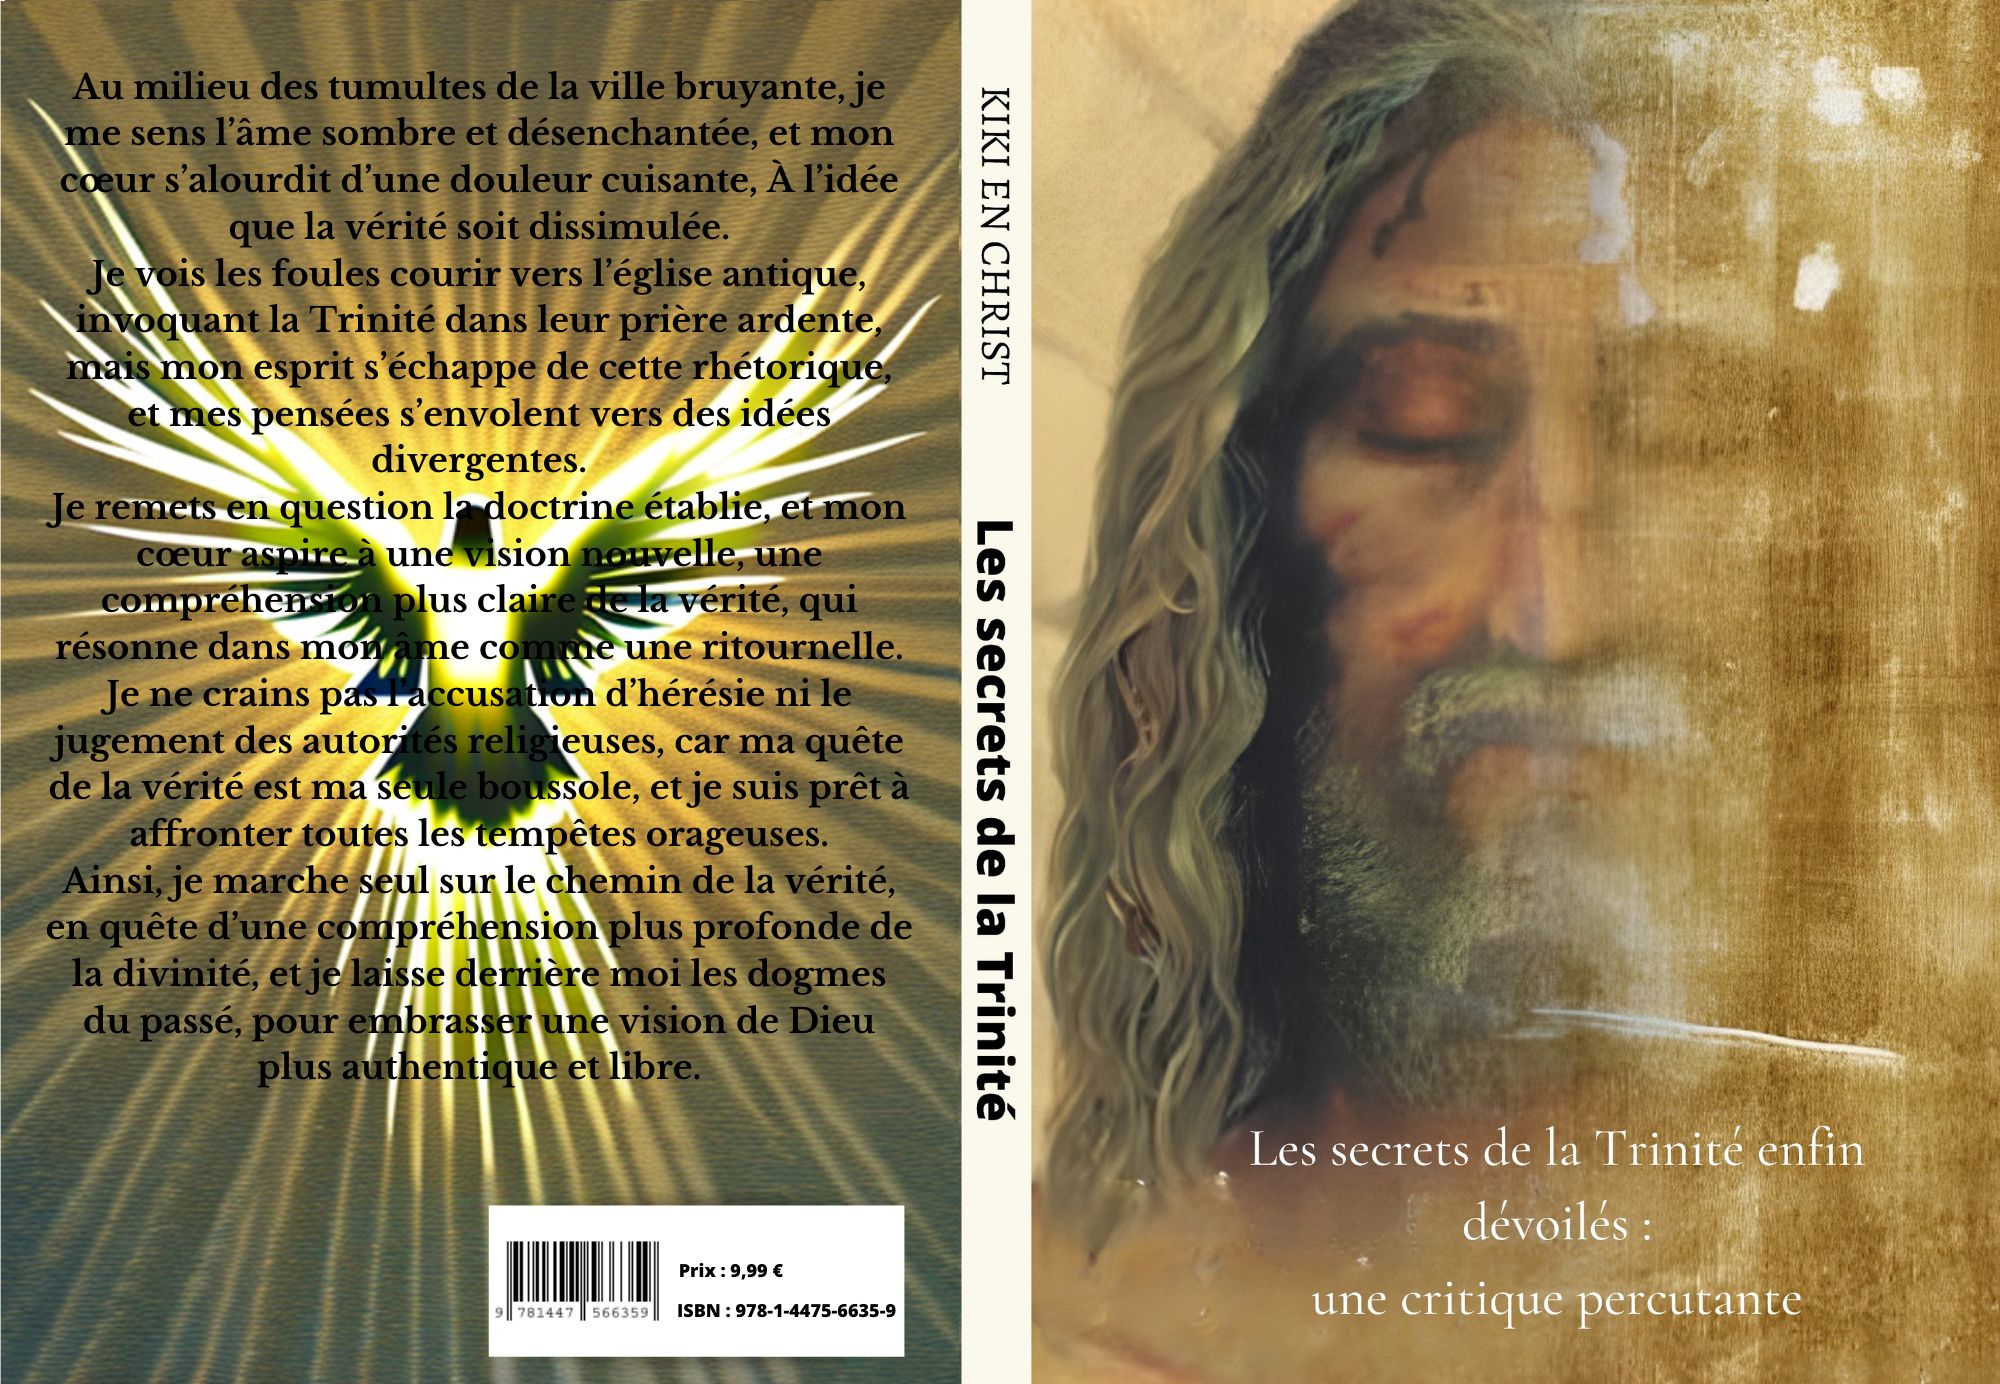 Au milieu des tumultes de la ville bruyante, je
me sens l’âme sombre et désenchantée, et mon
cœur s’alourdit d’une douleur cuisante, À l’idée
que la vérité soit dissimulée.
Je vois les foules courir vers l’église antique,
invoquant la Trinité dans leur prière ardente,
mais mon esprit s’échappe de cette rhétorique,
et mes pensées s’envolent vers des idées
divergentes.
Je remets en question la doctrine établie, et mon
cœur aspire à une vision nouvelle, une
compréhension plus claire de la vérité, qui
résonne dans mon âme comme une ritournelle.
Je ne crains pas l’accusation d’hérésie ni le
jugement des autorités religieuses, car ma quête
de la vérité est ma seule boussole, et je suis prêt à
affronter toutes les tempêtes orageuses.
Ainsi, je marche seul sur le chemin de la vérité,
en quête d’une compréhension plus profonde de
la divinité, et je laisse derrière moi les dogmes
du passé, pour embrasser une vision de Dieu
plus authentique et libre.
9 781447 566359
Prix : 9,99 €
ISBN : 978-1-4475-6635-9
KIKI EN CHRIST
Les secrets de la Trinité
Les secrets de la Trinité enfin
dévoilés :
une critique percutante